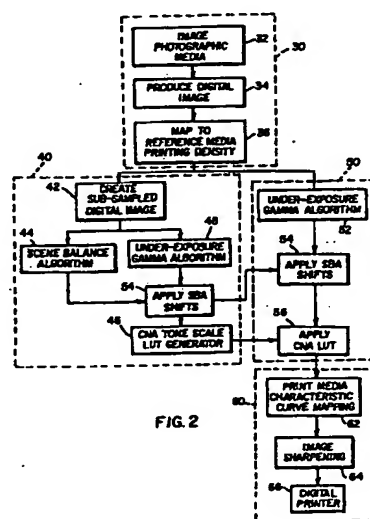 IMAGE
PHOTOGRAPHIC
MEDIA
32
30
PRODUCE DIGITAL
IMAGE
34
MAP TO
REFERENCE MEDIA
PRINTING DENSITY
36
40
CREATE
SUB-SAMPLED
DIGITAL IMAGE
42
44
SCENE BALANCE
ALGORITHM
48
UNDER-EXPOSURE
GAMMA ALGORITHM
54
APPLY SBA
SHIFTS
46
CNA TONE SCALE
LUT GENERATOR
50
UNDER-EXPOSURE
GAMMA ALGORITHM
52
54
APPLY SBA
SHIFTS
56
APPLY
CNA LUT
60
PRINT MEDIA
CHARACTERISTIC
CURVE MAPPING
62
IMAGE
SHARPENING
64
66
DIGITAL
PRINTER
FIG. 2